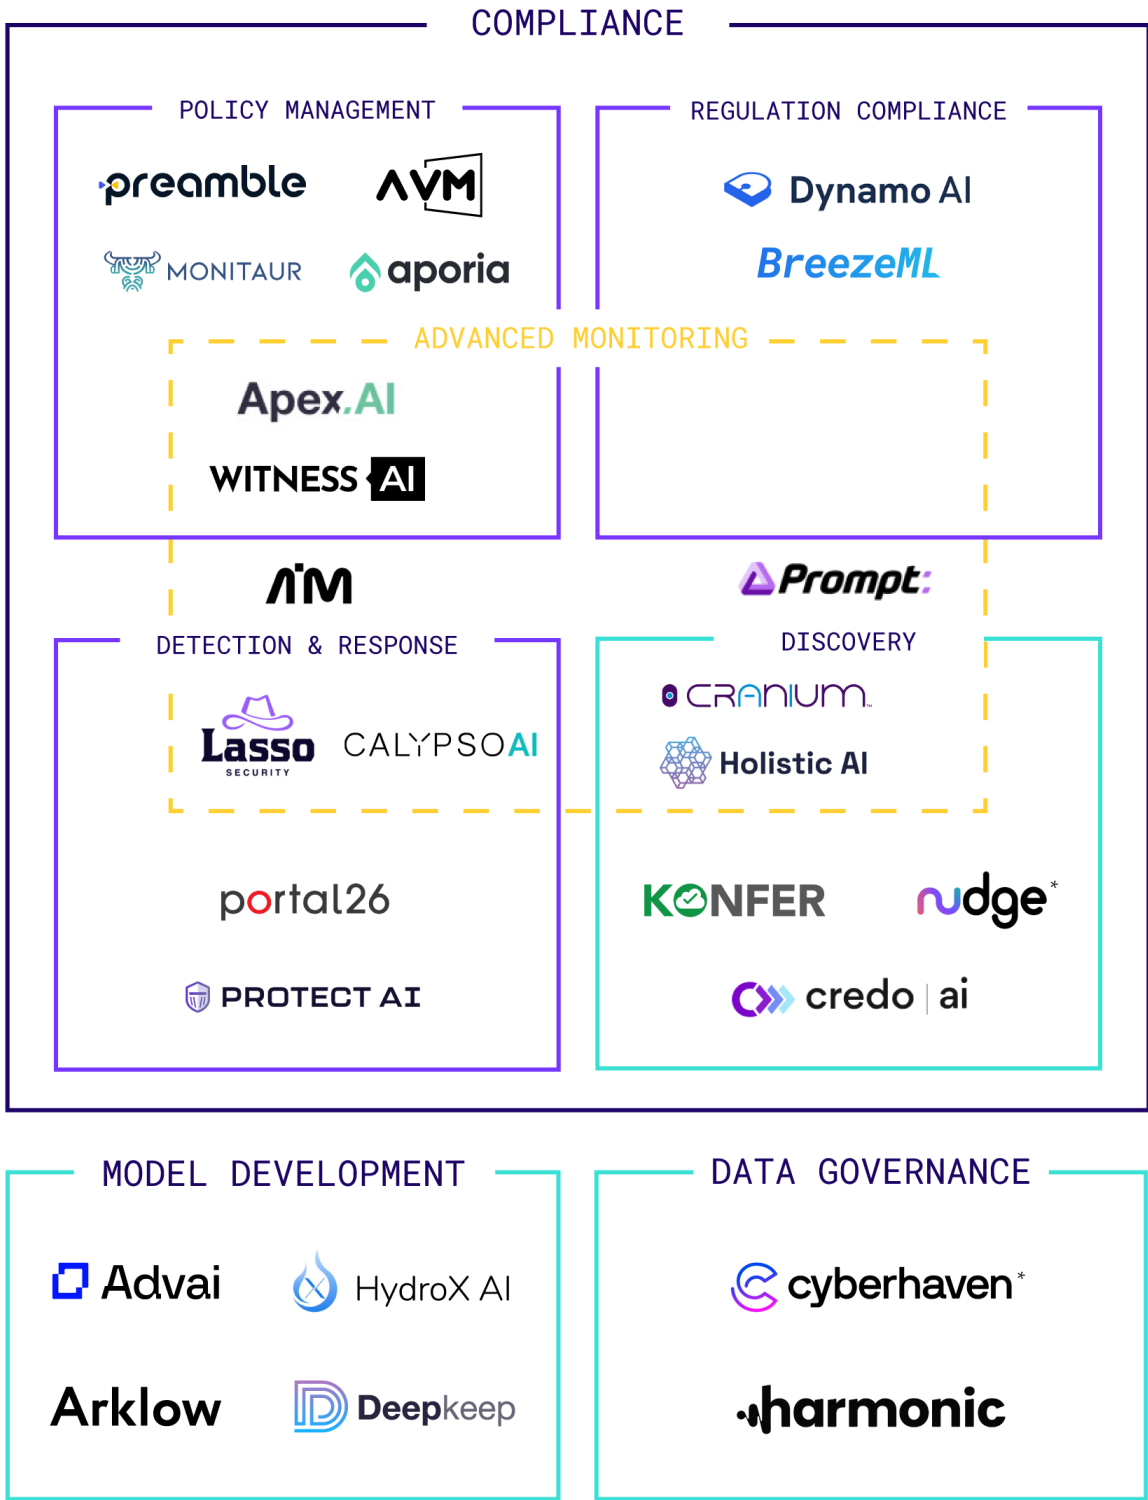 COMPLIANCE
POLICY MANAGEMENT
preamble
AVM
MONITAUR
aporia
REGULATION COMPLIANCE
Dynamo AI
BreezeML
ADVANCED MONITORING
Apex.AI
WITNESS AI
AIM
Prompt:
DETECTION & RESPONSE
Lasso
SECURITY
CALYPSOAI
portal26
PROTECT AI
DISCOVERY
CRANIUM™
Holistic AI
KONFER
nudge*
credo | ai
MODEL DEVELOPMENT
Advai
HydroX AI
Arklow
Deepkeep
DATA GOVERNANCE
cyberhaven*
harmonic